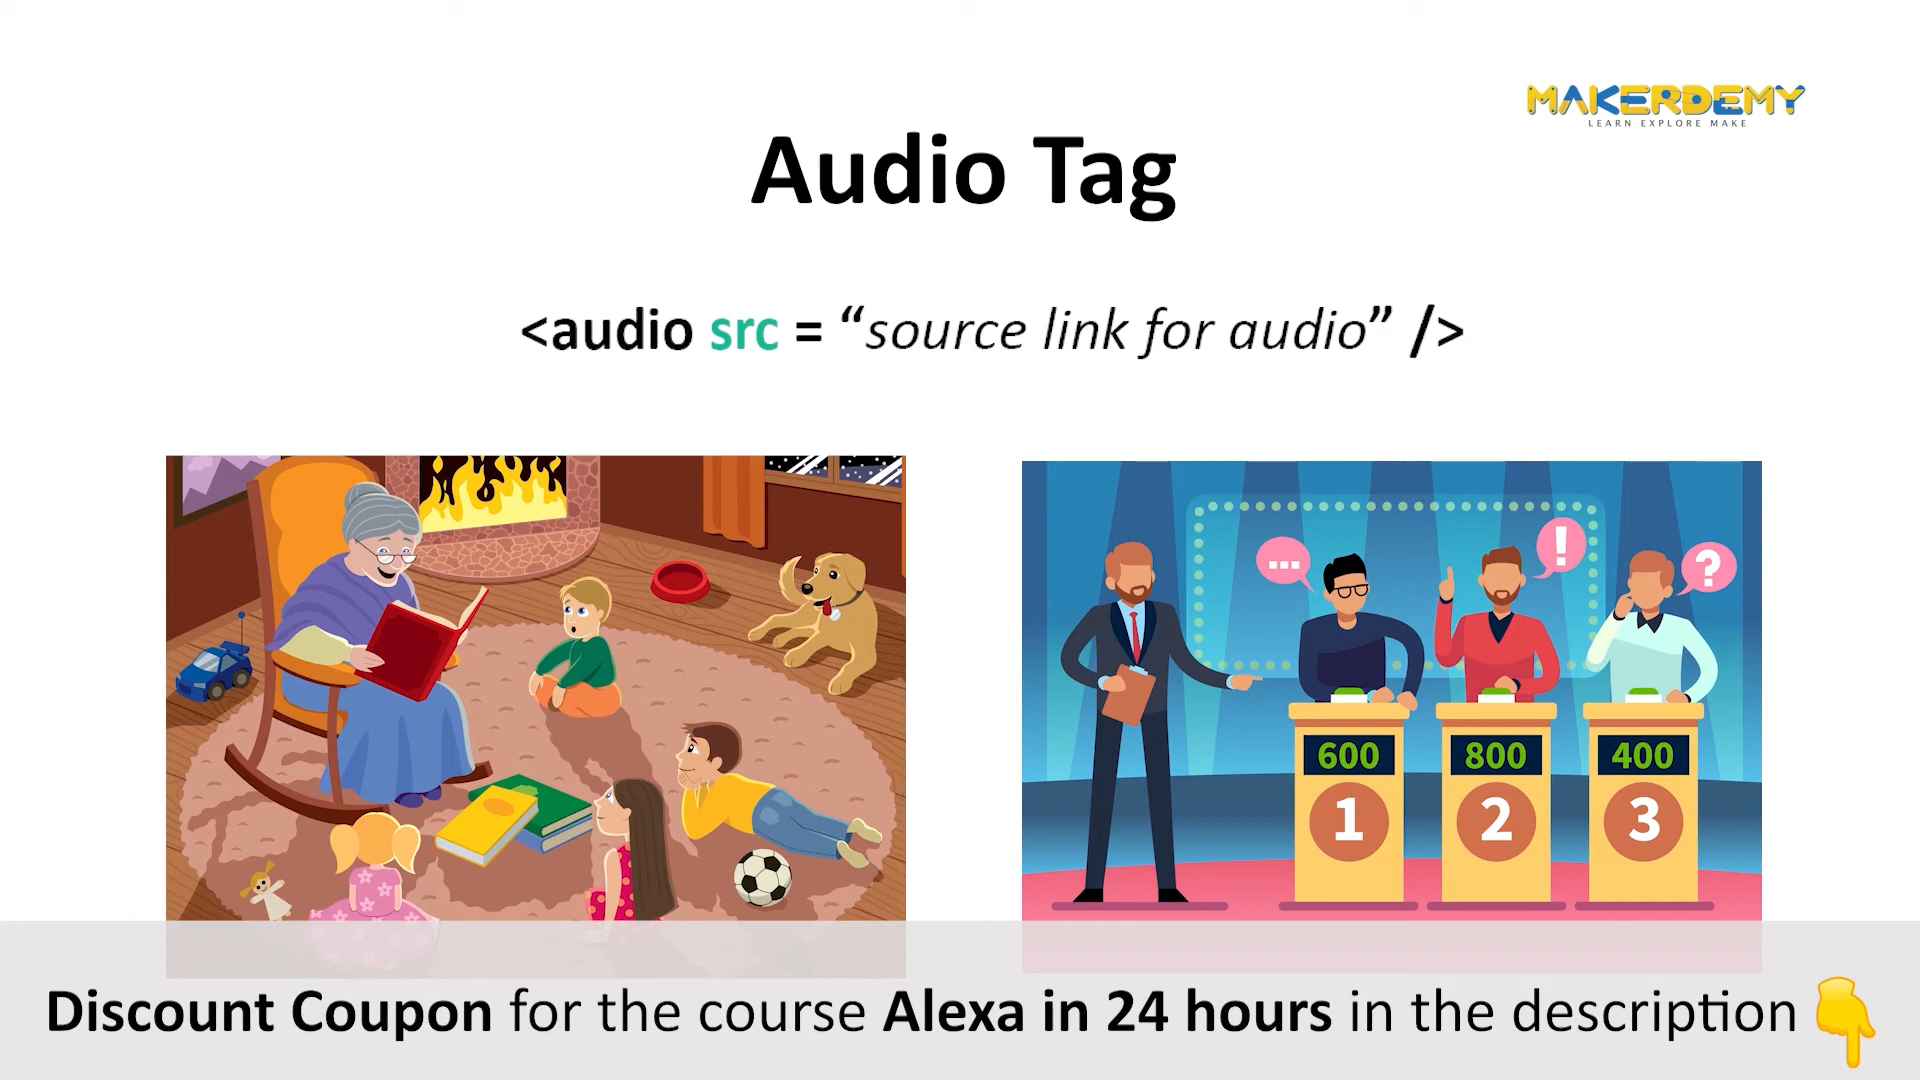 MAKERDEMY
LEARN EXPLORE MAKE
Audio Tag
<audio src = “source link for audio” />
...
!
?
600
800
400
1
2
3
Discount Coupon for the course Alexa in 24 hours in the description